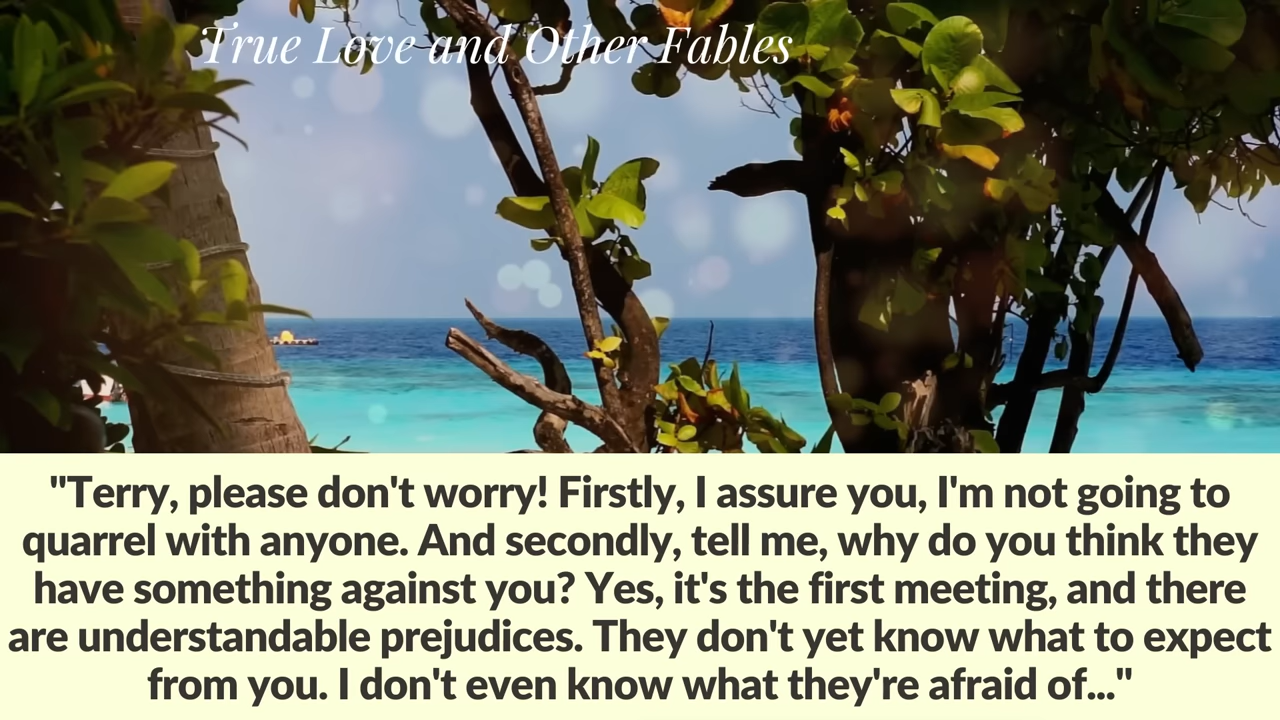 True Love and Other Fables
"Terry, please don't worry! Firstly, I assure you, I'm not going to
quarrel with anyone. And secondly, tell me, why do you think they
have something against you? Yes, it's the first meeting, and there
are understandable prejudices. They don't yet know what to expect
from you. I don't even know what they're afraid of..."